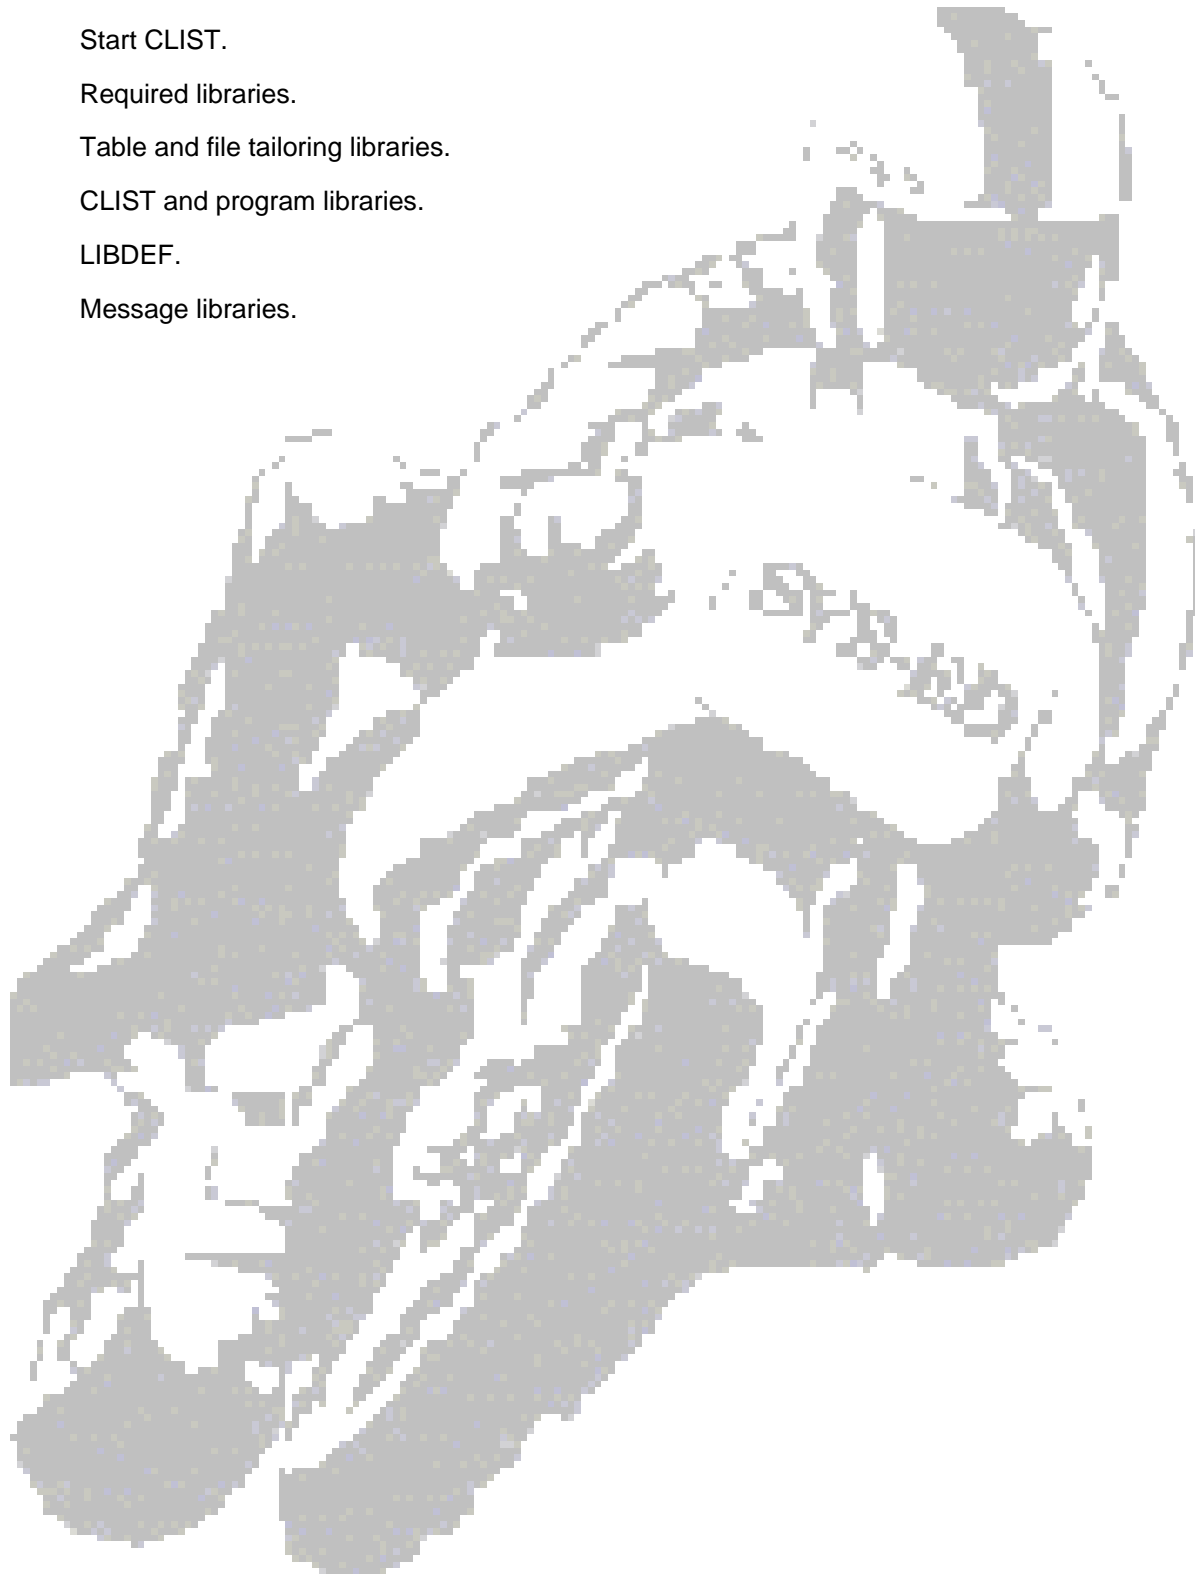 Start CLIST.
Required libraries.
Table and file tailoring libraries.
CLIST and program libraries.
LIBDEF.
Message libraries.
SYS-ED